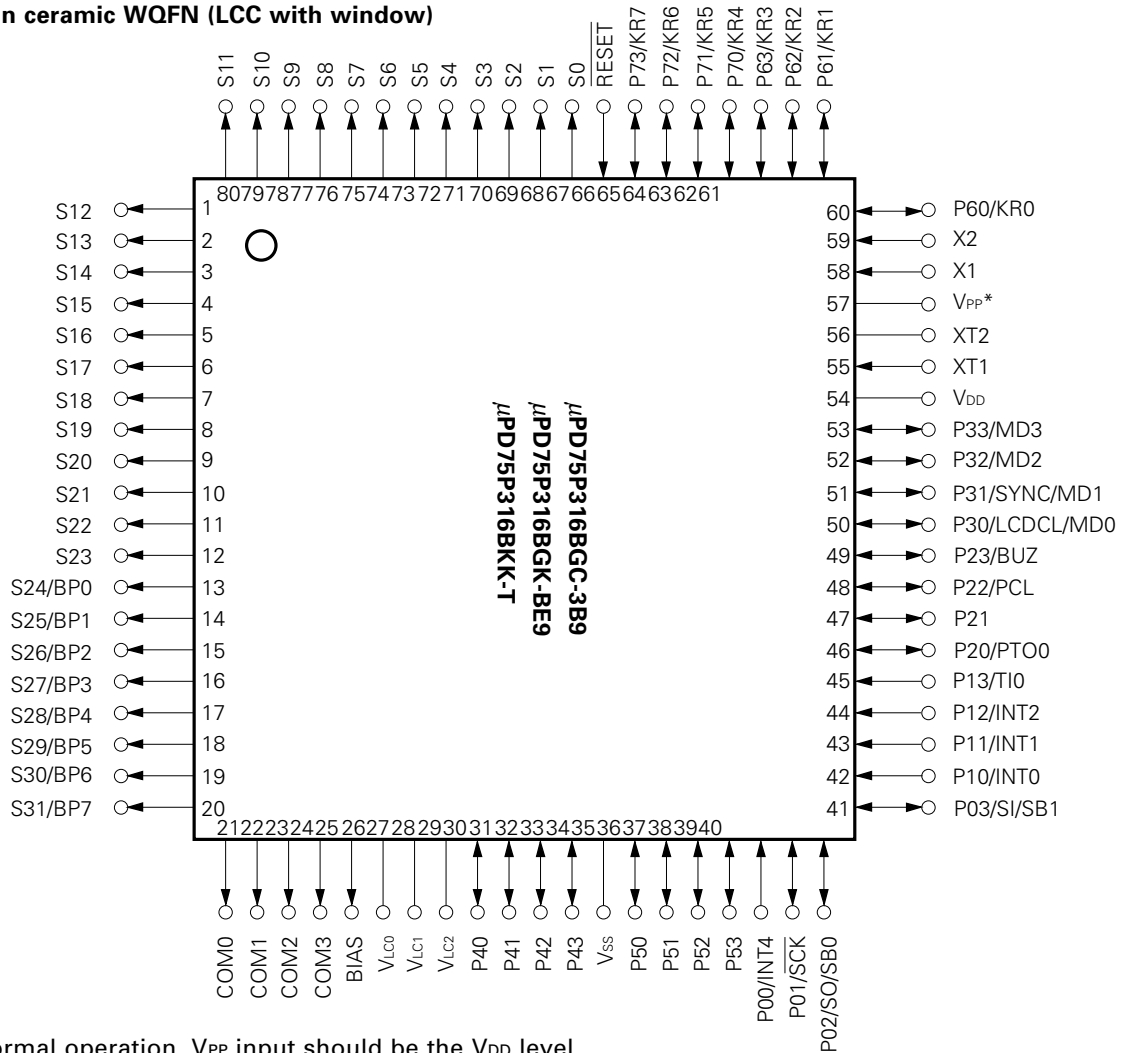 n ceramic WQFN (LCC with window)
S11
S10
S9
S8
S7
S6
S5
S4
S3
S2
S1
S0
RESET
P73/KR7
P72/KR6
P71/KR5
P70/KR4
P63/KR3
P62/KR2
P61/KR1
80 79 78 77 76 75 74 73 72 71 70 69 68 67 66 65 64 63 62 61
S12 1
S13 2
S14 3
S15 4
S16 5
S17 6
S18 7
S19 8
S20 9
S21 10
S22 11
S23 12
S24/BP0 13
S25/BP1 14
S26/BP2 15
S27/BP3 16
S28/BP4 17
S29/BP5 18
S30/BP6 19
S31/BP7 20
μPD75P316BKK-T
μPD75P316BGK-BE9
μPD75P316BGC-3B9
60 P60/KR0
59 X2
58 X1
57 VPP*
56 XT2
55 XT1
54 VDD
53 P33/MD3
52 P32/MD2
51 P31/SYNC/MD1
50 P30/LCDCL/MD0
49 P23/BUZ
48 P22/PCL
47 P21
46 P20/PTO0
45 P13/TI0
44 P12/INT2
43 P11/INT1
42 P10/INT0
41 P03/SI/SB1
21 22 23 24 25 26 27 28 29 30 31 32 33 34 35 36 37 38 39 40
COM0
COM1
COM2
COM3
BIAS
VLC0
VLC1
VLC2
P40
P41
P42
P43
VSS
P50
P51
P52
P53
P00/INT4
P01/SCK
P02/SO/SB0
ormal operation, VPP input should be the VDD level